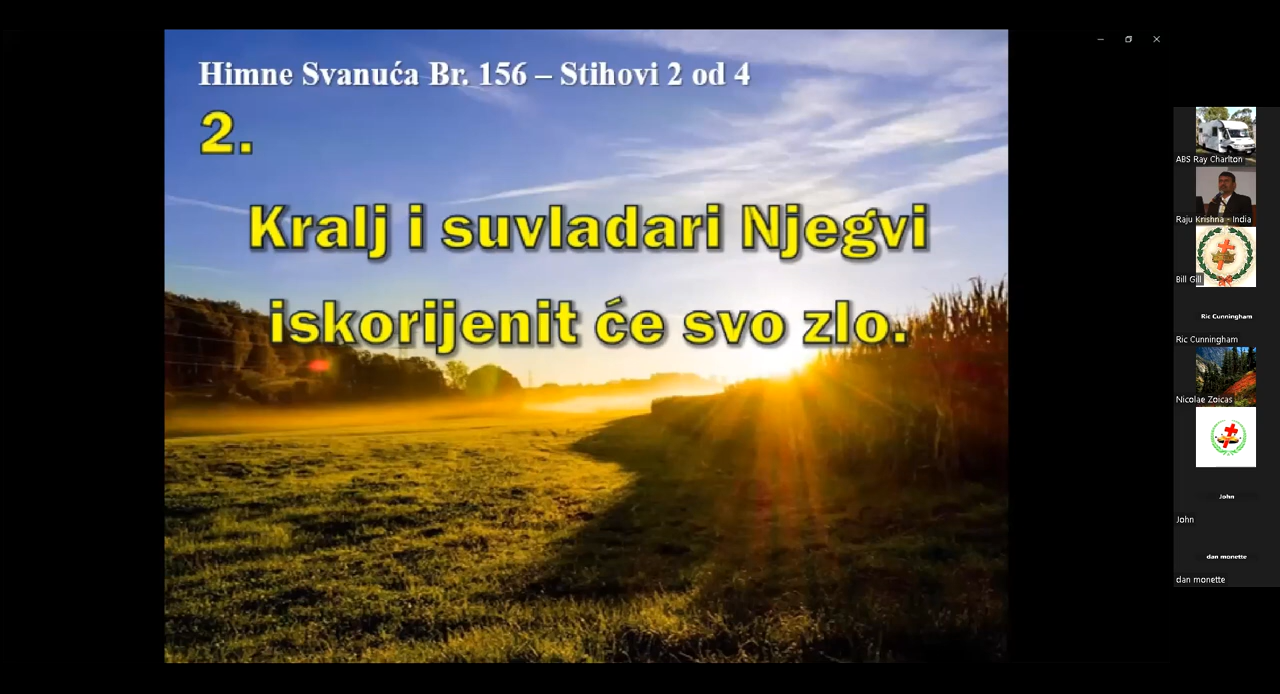 Himne Svanuća Br. 156 – Stihovi 2 od 4
2.
Kralj i suvladari Njegvi
iskorijenit će svo zlo.
ABS Ray Charlton
Raju Krishna - India
Bill Gill
Ric Cunningham
Ric Cunningham
Nicolae Zoicas
John
John
dan monette
dan monette